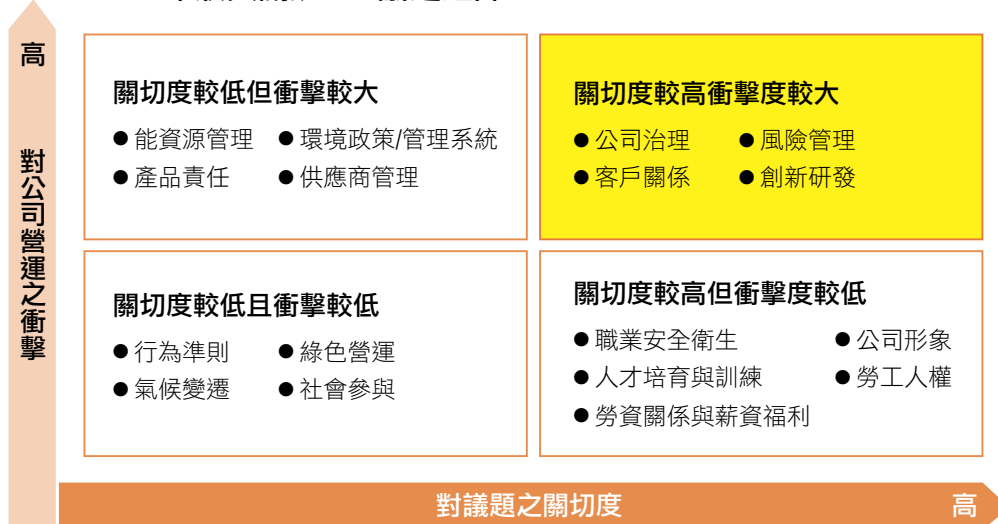 高
對公司營運之衝擊
關切度較低但衝擊較大
● 能資源管理 ● 環境政策/管理系統
● 產品責任 ● 供應商管理
關切度較高衝擊度較大
● 公司治理 ● 風險管理
● 客戶關係 ● 創新研發
關切度較低且衝擊較低
● 行為準則 ● 綠色營運
● 氣候變遷 ● 社會參與
關切度較高但衝擊度較低
● 職業安全衛生 ● 公司形象
● 人才培育與訓練 ● 勞工人權
● 勞資關係與薪資福利
對議題之關切度 高